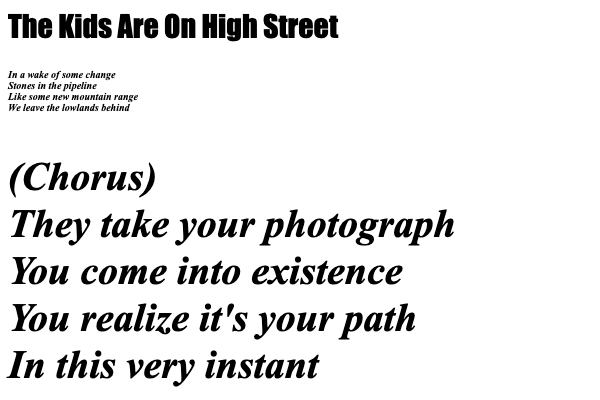 The Kids Are On High Street
In a wake of some change
Stones in the pipeline
Like some new mountain range
We leave the lowlands behind
(Chorus)
They take your photograph
You come into existence
You realize it's your path
In this very instant